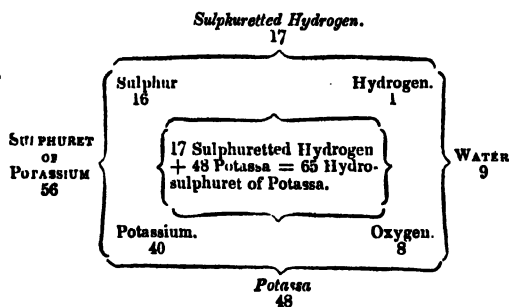 Sulphuretted Hydrogen.
17
Sulphur
16
Hydrogen.
1
SULPHURET
OF
POTASSIUM
56
17 Sulphuretted Hydrogen
+ 48 Potassa = 65 Hydro-
sulphuret of Potassa.
WATER
9
Potassium.
40
Oxygen.
8
Potassa
48